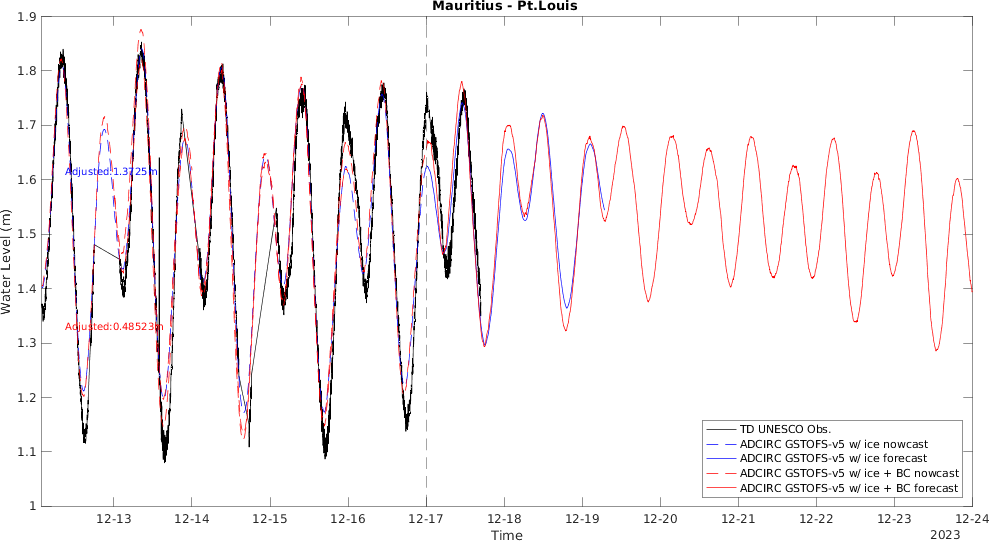 Mauritius - Pt.Louis
1.9
1.8
1.7
1.6
1.5
1.4
1.3
1.2
1.1
1
Water Level (m)
Adjusted:1.3725m
Adjusted:0.48523m
TD UNESCO Obs.
ADCIRC GSTOFS-v5 w/ ice nowcast
ADCIRC GSTOFS-v5 w/ ice forecast
ADCIRC GSTOFS-v5 w/ ice + BC nowcast
ADCIRC GSTOFS-v5 w/ ice + BC forecast
12-13 12-14 12-15 12-16 12-17 12-18 12-19 12-20 12-21 12-22 12-23 12-24
Time
2023